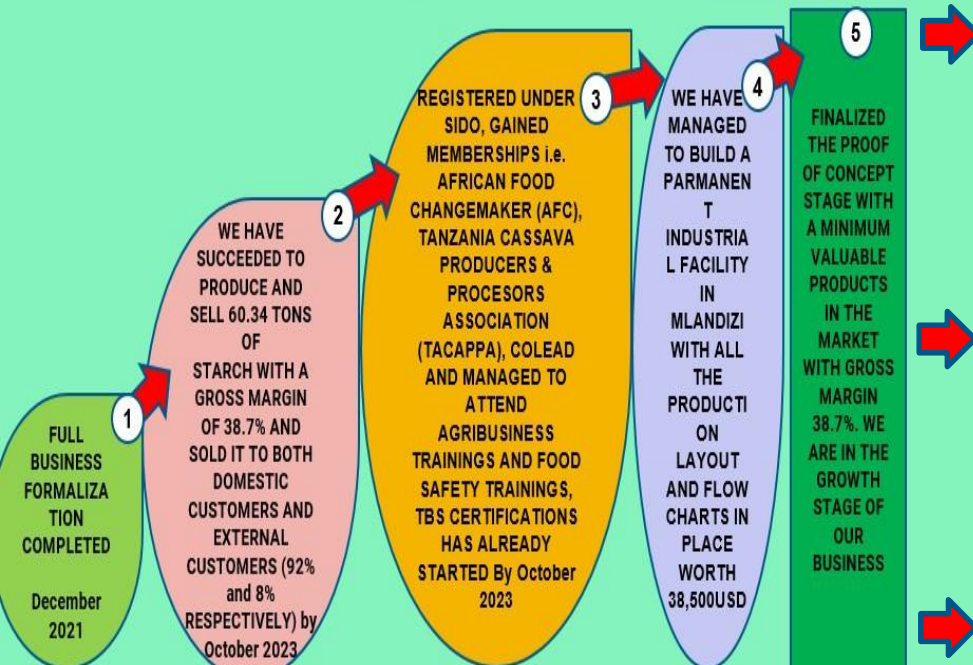 1
FULL
BUSINESS
FORMALIZA
TION
COMPLETED
December
2021
2
WE HAVE
SUCCEEDED TO
PRODUCE AND
SELL 60.34 TONS
OF
STARCH WITH A
GROSS MARGIN
OF 38.7% AND
SOLD IT TO BOTH
DOMESTIC
CUSTOMERS AND
EXTERNAL
CUSTOMERS (92%
and 8%
RESPECTIVELY) by
October 2023
3
REGISTERED UNDER
SIDO, GAINED
MEMBERSHIPS i.e.
AFRICAN FOOD
CHANGEMAKER (AFC),
TANZANIA CASSAVA
PRODUCERS &
PROCESORS
ASSOCIATION
(TACAPPA), COLEAD
AND MANAGED TO
ATTEND
AGRIBUSINESS
TRAININGS AND FOOD
SAFETY TRAININGS,
TBS CERTIFICATIONS
HAS ALREADY
STARTED By October
2023
4
WE HAVE
MANAGED
TO BUILD A
PARMANEN
T
INDUSTRIA
L FACILITY
IN
MLANDIZI
WITH ALL
THE
PRODUCTI
ON
LAYOUT
AND FLOW
CHARTS IN
PLACE
WORTH
38,500USD
5
FINALIZED
THE PROOF
OF CONCEPT
STAGE WITH
A MINIMUM
VALUABLE
PRODUCTS
IN THE
MARKET
WITH GROSS
MARGIN
38.7%. WE
ARE IN THE
GROWTH
STAGE OF
OUR
BUSINESS